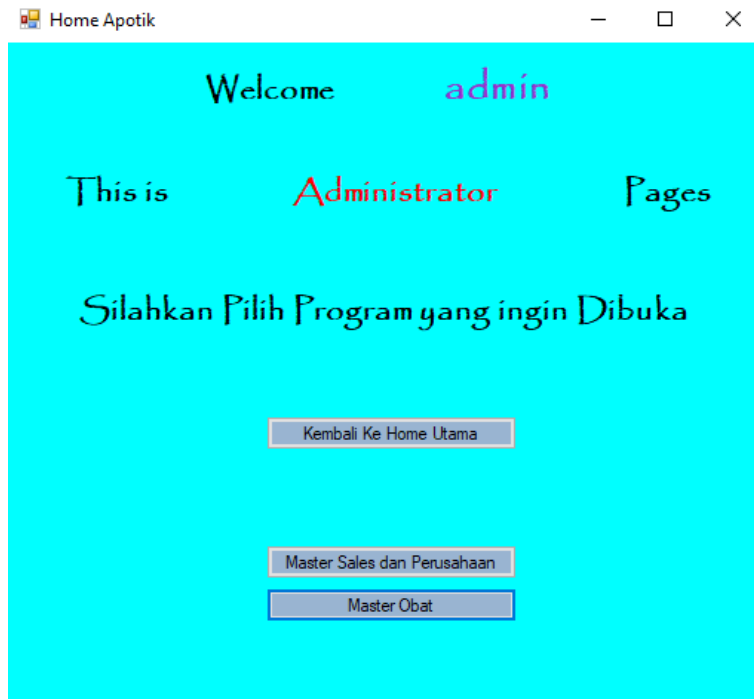 Home Apotik
Welcome admin
This is Administrator Pages
Silahkan Pilih Program yang ingin Dibuka
Kembali Ke Home Utama
Master Sales dan Perusahaan
Master Obat